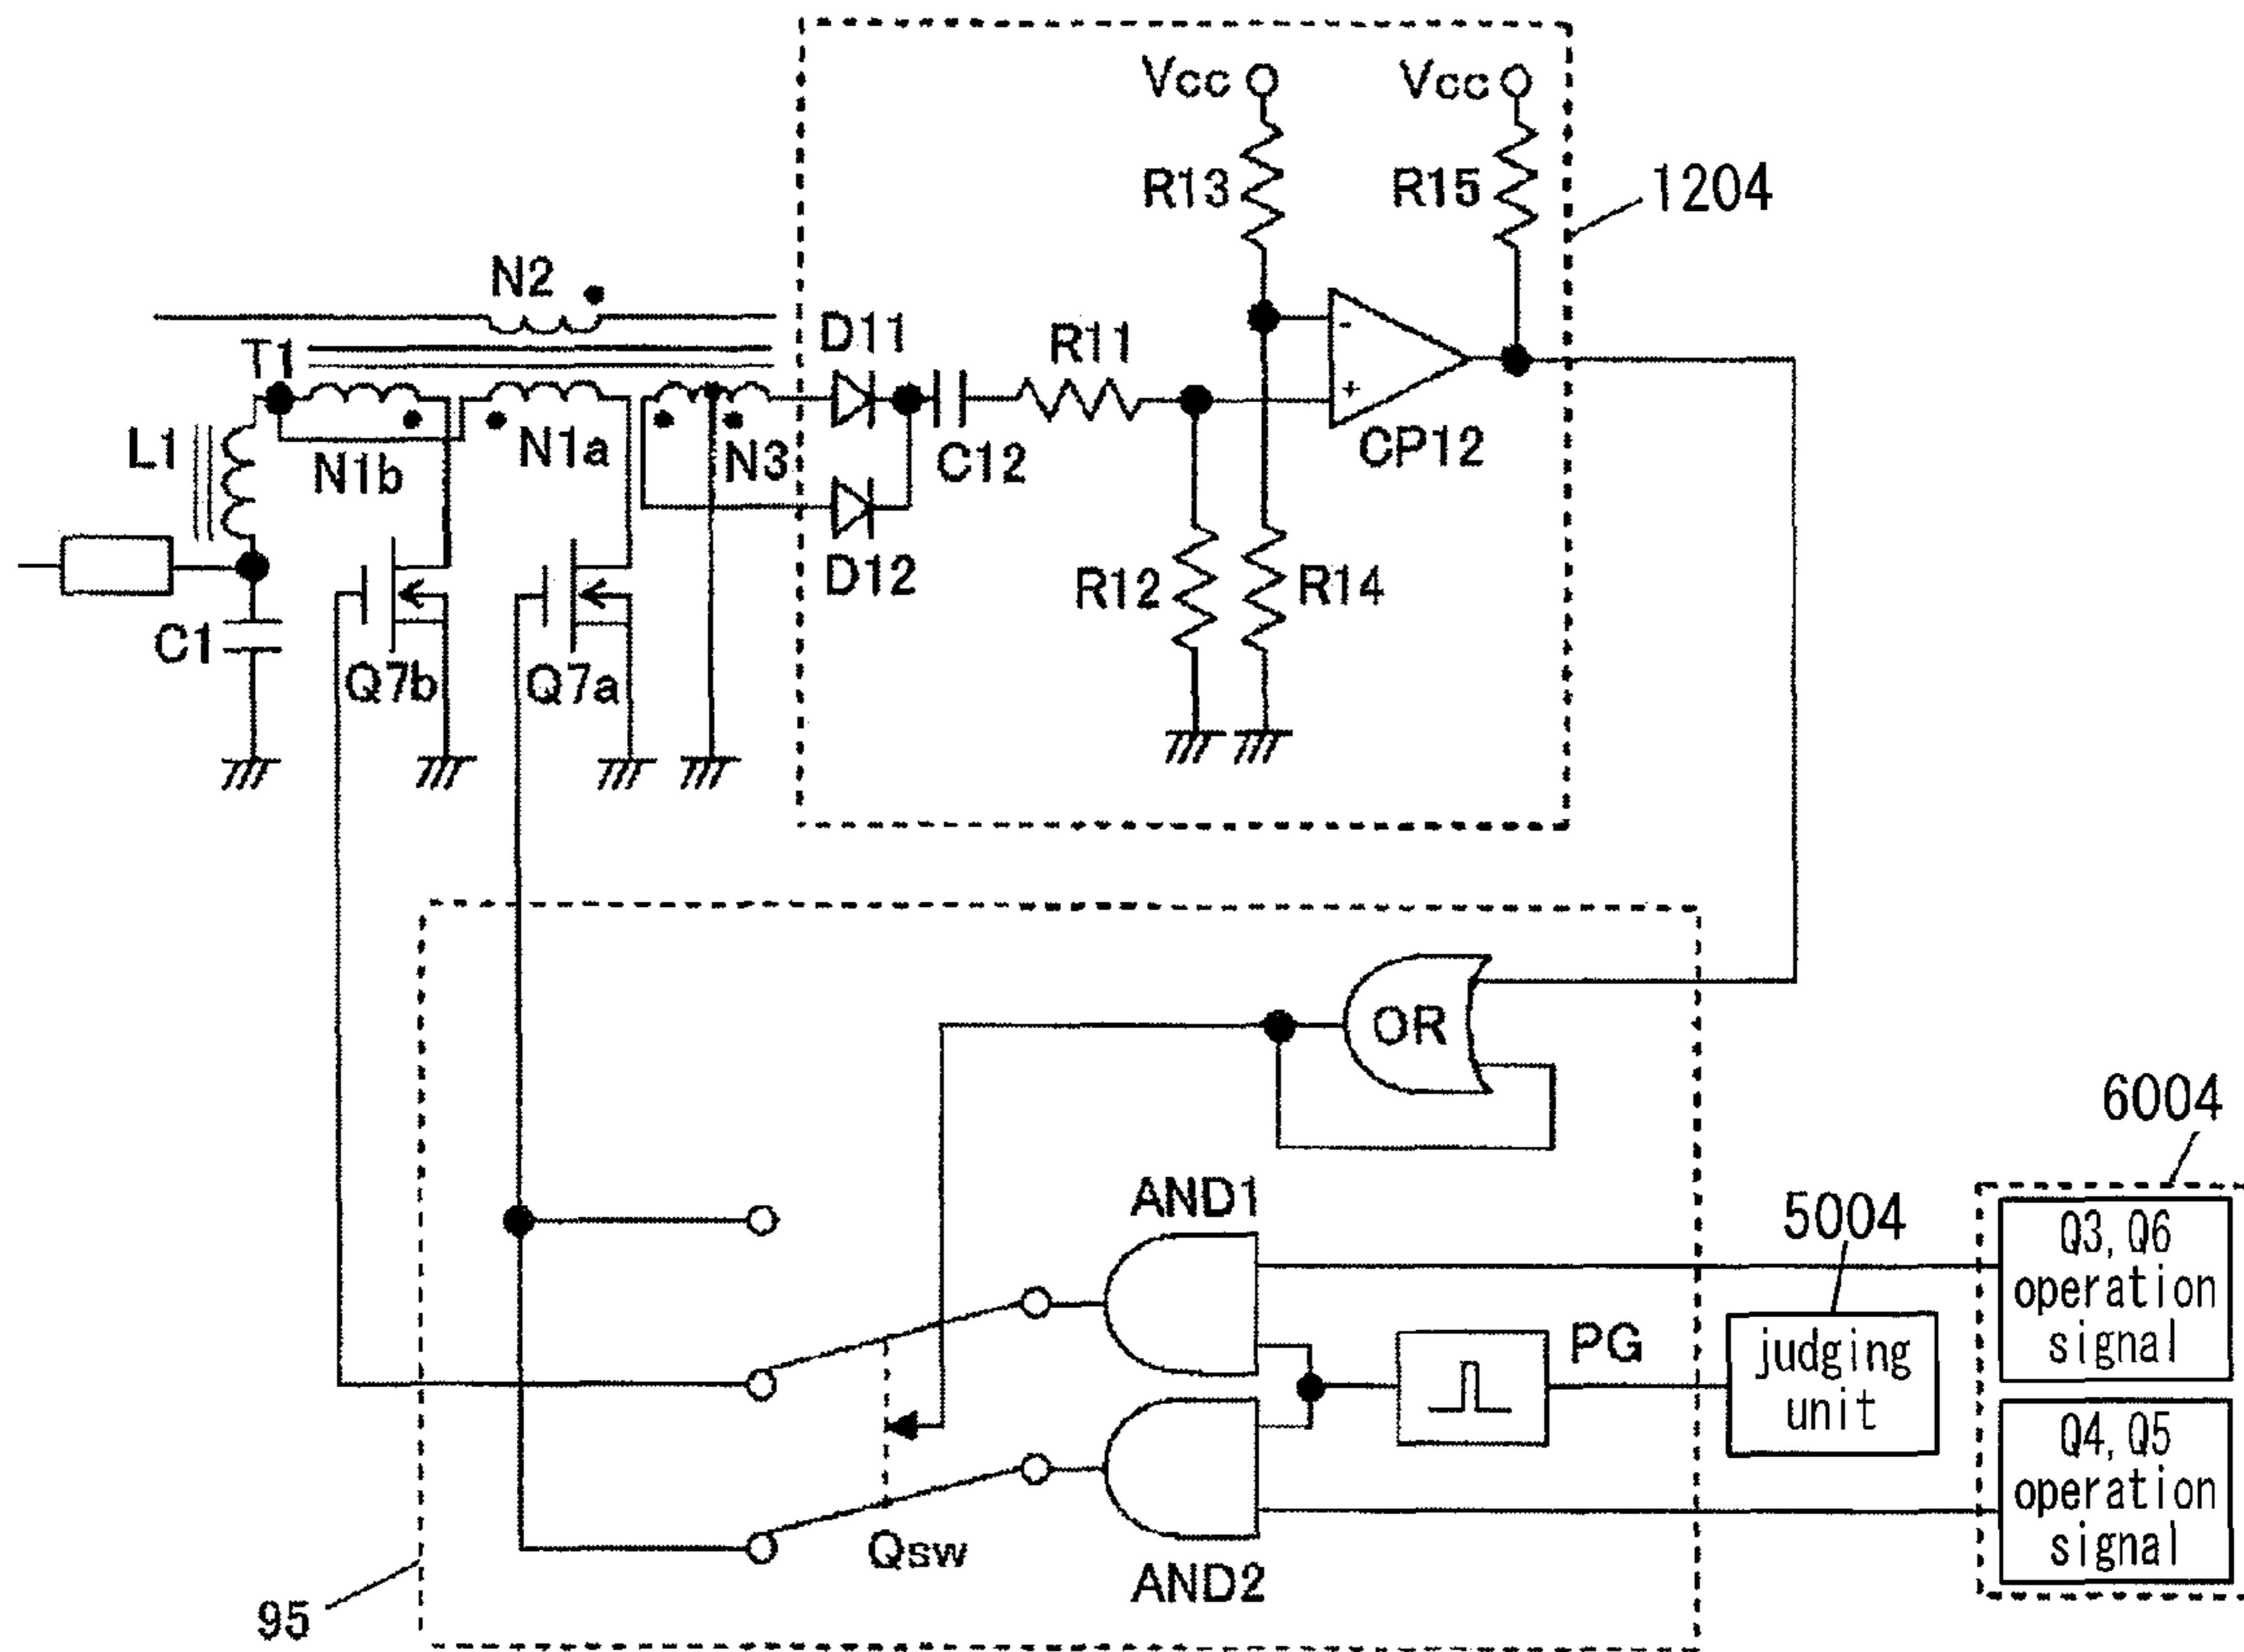 Vcc
Vcc
R13
R15
1204
N2
D11
R11
T1
-
+
L1
N1b
N1a
N3
C12
CP12
D12
R12
R14
C1
Q7b
Q7a
OR
6004
AND1
5004
Q3, Q6
operation
signal
PG
judging
unit
Q4, Q5
operation
signal
Qsw
AND2
95